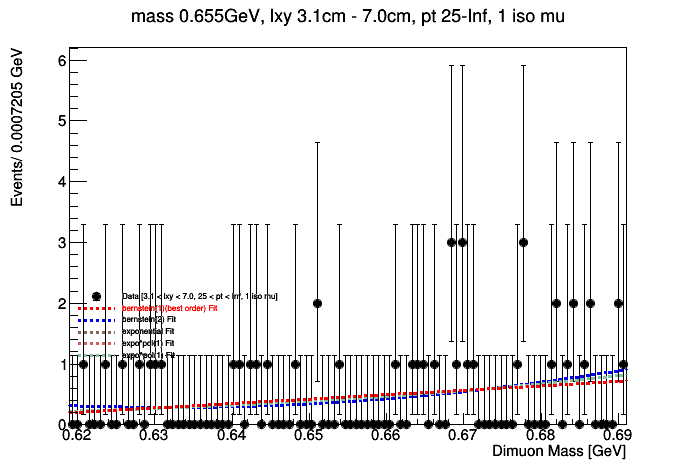 mass 0.655GeV, lxy 3.1cm - 7.0cm, pt 25-Inf, 1 iso mu
Events/ 0.0007205 GeV
6
5
4
3
2
1
0
Data [3.1 < lxy < 7.0, 25 < pt < Inf, 1 iso mu]
bernstein[1](best order) Fit
bernstein(2) Fit
exponential Fit
expo*pol(1) Fit
0.62 0.63 0.64 0.65 0.66 0.67 0.68 0.69
Dimuon Mass [GeV]